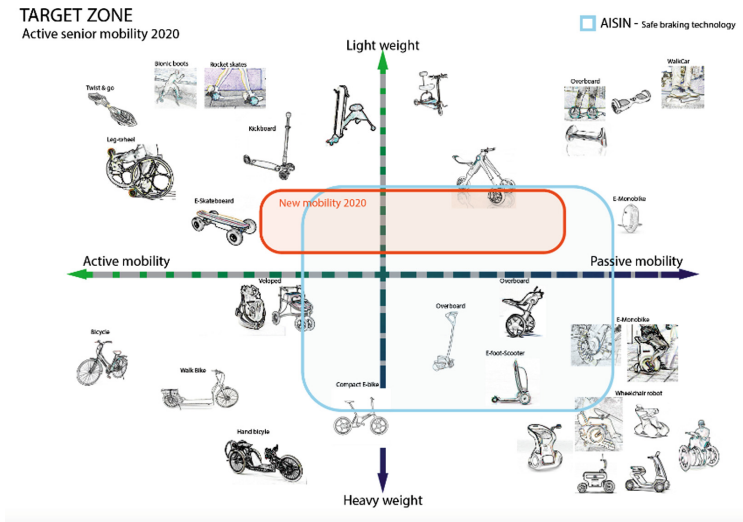 TARGET ZONE
Active senior mobility 2020
AISIN - Safe braking technology
Light weight
Bionic boots
Rocket skates
WalkCar
Twist & go
Overboard
Kickboard
Leg-wheel
E-Skateboard
New mobility 2020
E-Monobike
Active mobility
Passive mobility
Veloped
Overboard
Overboard
E-Monobike
Bicycle
E-foot-Scooter
Walk Bike
Compact E-bike
Wheelchair robot
Hand bicyle
Heavy weight